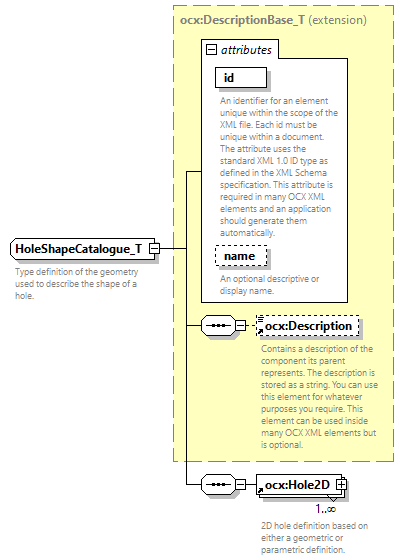 ocx:DescriptionBase_T (extension)
attributes
id
An identifier for an element
unique within the scope of the
XML file. Each id must be
unique within a document.
The attribute uses the
standard XML 1.0 ID type as
defined in the XML Schema
specification. This attribute is
required in many OCX XML
elements and an application
should generate them
automatically.
name
An optional descriptive or
display name.
HoleShapeCatalogue_T
Type definition of the geometry
used to describe the shape of a
hole.
ocx:Description
Contains a description of the
component its parent
represents. The description is
stored as a string. You can use
this element for whatever
purposes you require. This
element can be used inside
many OCX XML elements but
is optional.
ocx:Hole2D
1..∞
2D hole definition based on
either a geometric or
parametric definition.